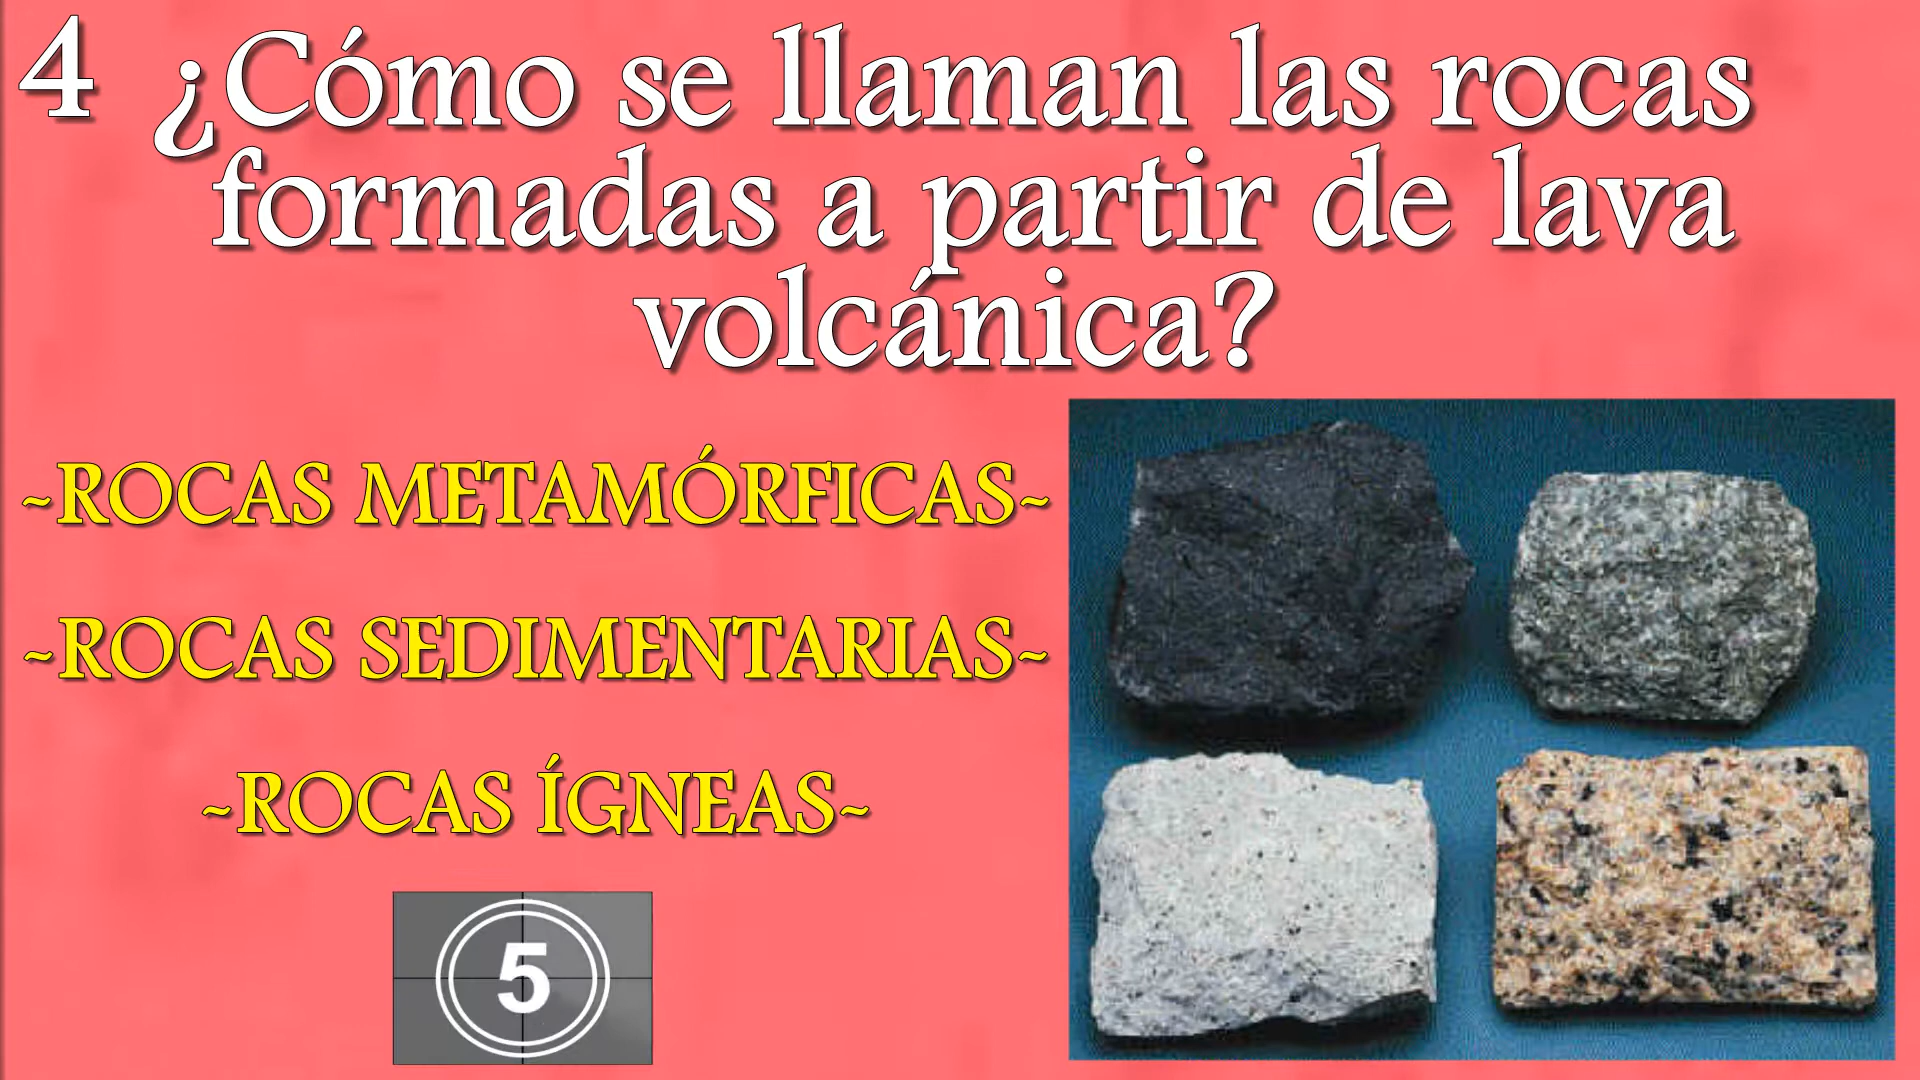 4 ¿Cómo se llaman las rocas
formadas a partir de lava
volcánica?
~ROCAS METAMÓRFICAS~
~ROCAS SEDIMENTARIAS~
~ROCAS ÍGNEAS~
5